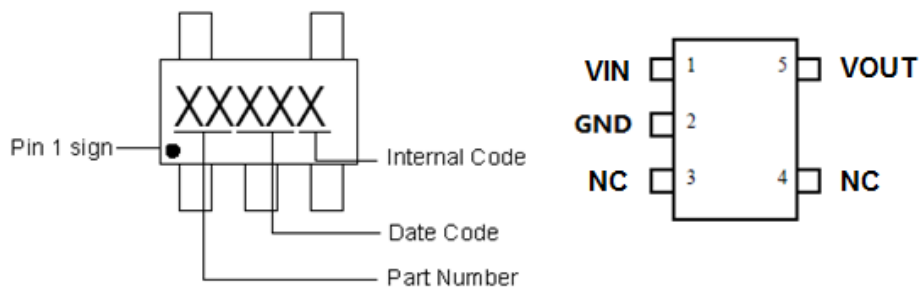 XXXXX
Pin 1 sign
Internal Code
Date Code
Part Number
VIN 1 5 VOUT
GND 2
NC 3 4 NC